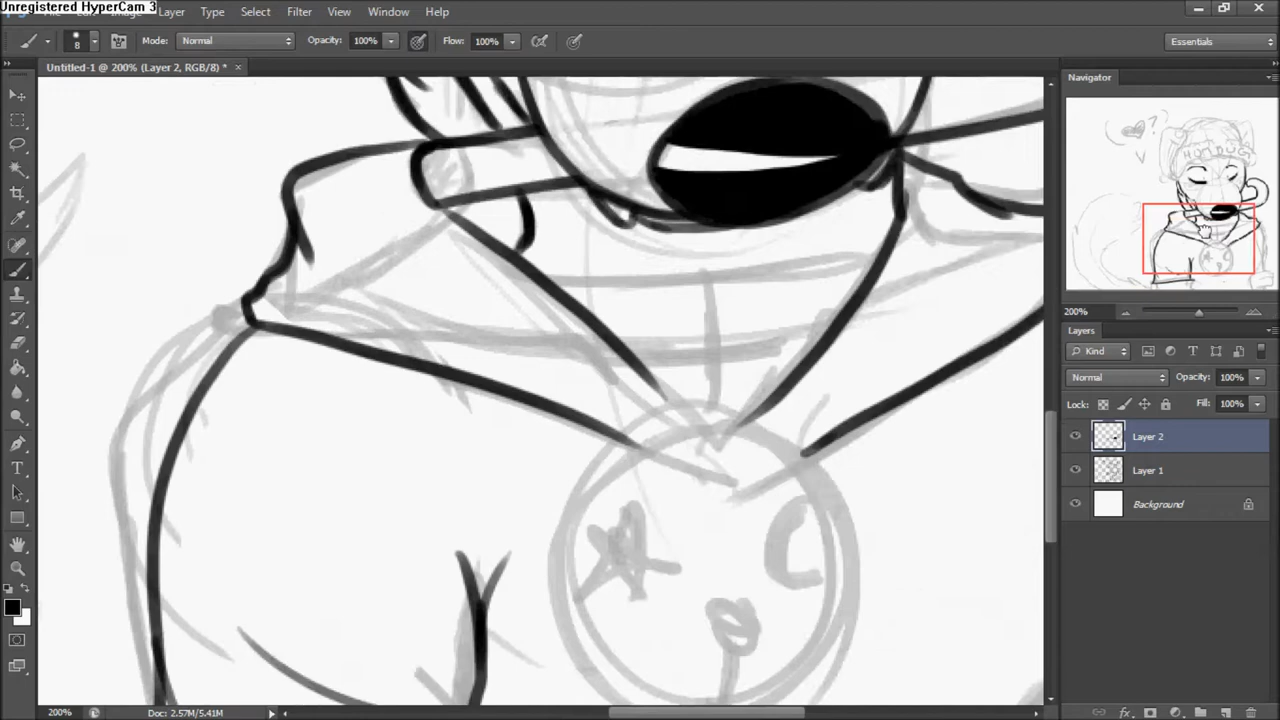 Unregistered HyperCam 3
Layer Type Select Filter View Window Help
8 Mode: Normal Opacity: 100% Flow: 100% Essentials
Untitled-1 @ 200% (Layer 2, RGB/8) * ×
Navigator
200%
Layers
Kind
Normal Opacity: 100%
Lock: Fill: 100%
Layer 2
Layer 1
Background
200% Doc: 2.57M/5.41M